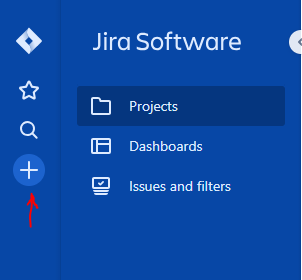 Jira Software
Projects
Dashboards
Issues and filters